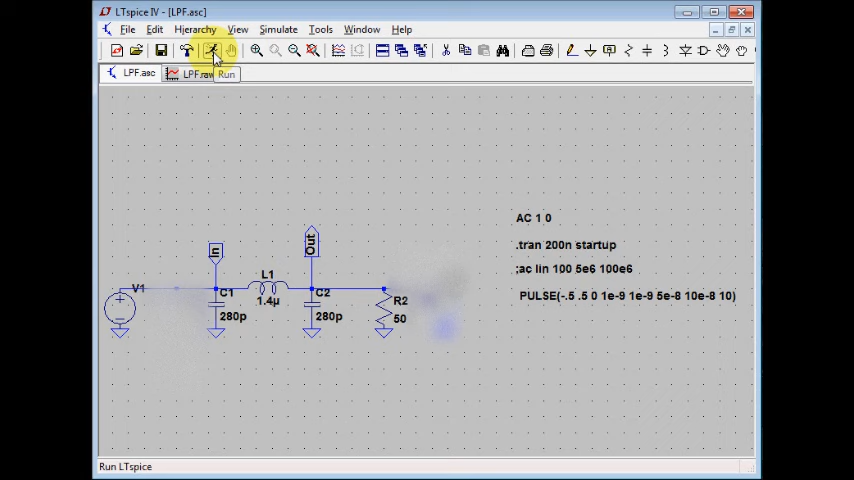 LTspice IV - [LPF.asc]
File Edit Hierarchy View Simulate Tools Window Help
LPF.asc LPF.raw Run
AC 1 0
.tran 200n startup
;ac lin 100 5e6 100e6
PULSE(-.5 .5 0 1e-9 1e-9 5e-8 10e-8 10)
In
Out
L1
V1
C1
C2
1.4µ
R2
280p
280p
50
Run LTspice